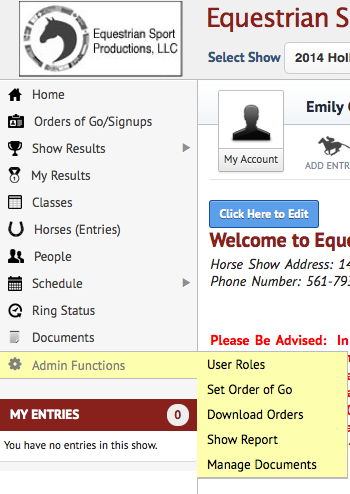 Equestrian Sport
Productions, LLC
Equestrian S
Select Show
2014 Holi
Emily
My Account
ADD ENTR
Home
Orders of Go/Signups
Show Results
My Results
Classes
Horses (Entries)
People
Schedule
Ring Status
Documents
Admin Functions
Click Here to Edit
Welcome to Eque
Horse Show Address: 14
Phone Number: 561-79
Please Be Advised: In
User Roles
Set Order of Go
Download Orders
Show Report
Manage Documents
MY ENTRIES
0
You have no entries in this show.